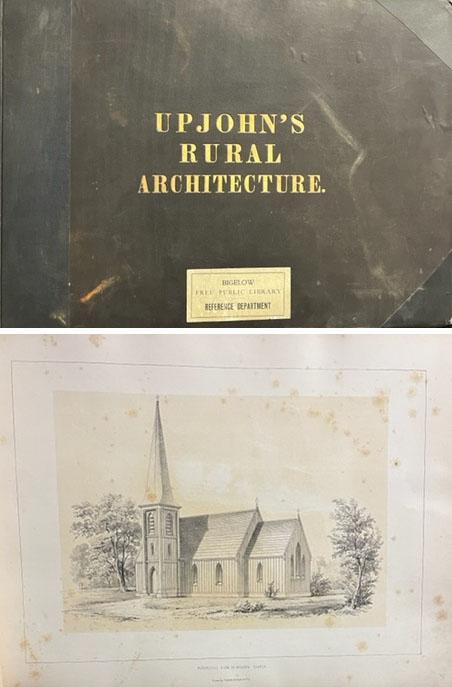 UPJOHN'S
RURAL
ARCHITECTURE.
BIGELOW
FREE PUBLIC LIBRARY
REFERENCE DEPARTMENT